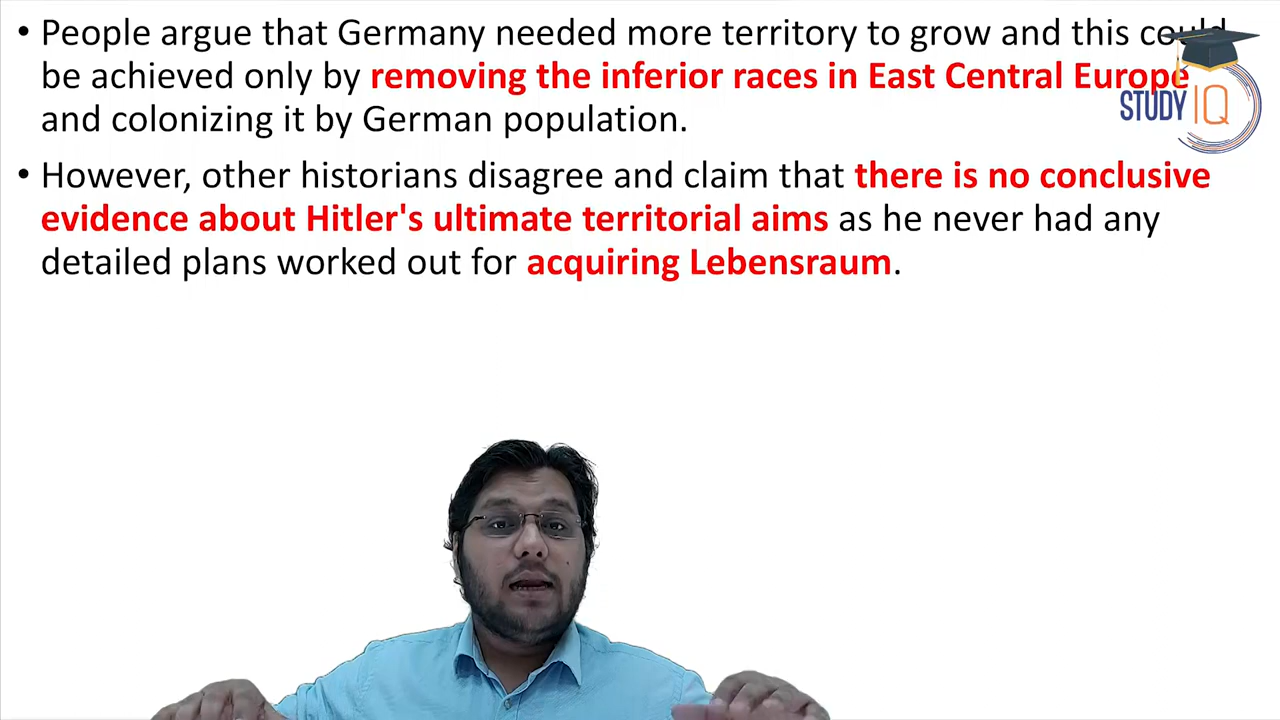 • People argue that Germany needed more territory to grow and this could
be achieved only by removing the inferior races in East Central Europe
and colonizing it by German population.
• However, other historians disagree and claim that there is no conclusive
evidence about Hitler's ultimate territorial aims as he never had any
detailed plans worked out for acquiring Lebensraum.
STUDY IQ